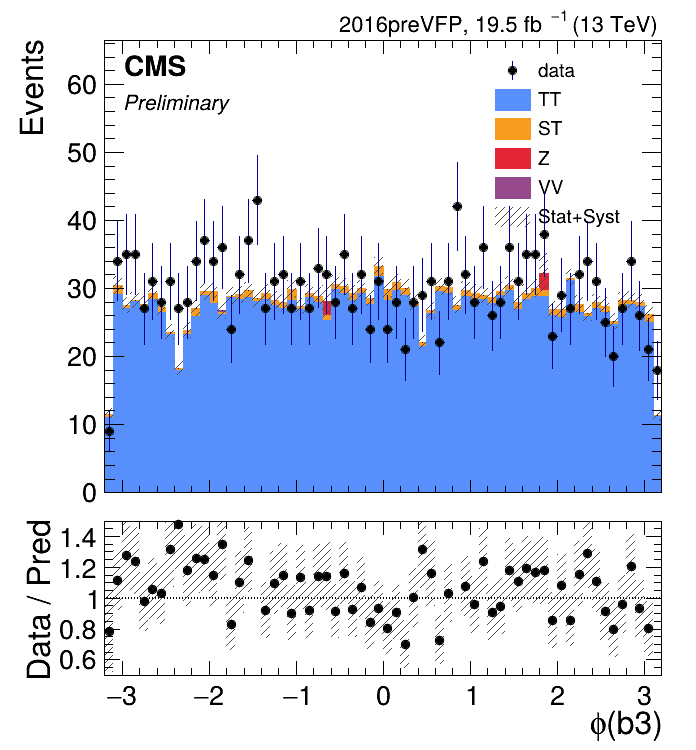 2016preVFP, 19.5 fb ⁻¹ (13 TeV)
Events
CMS
Preliminary
data
TT
ST
Z
VV
Stat+Syst
60
50
40
30
20
10
0
Data / Pred
1.4
1.2
1
0.8
0.6
−3 −2 −1 0 1 2 3
ϕ(b3)